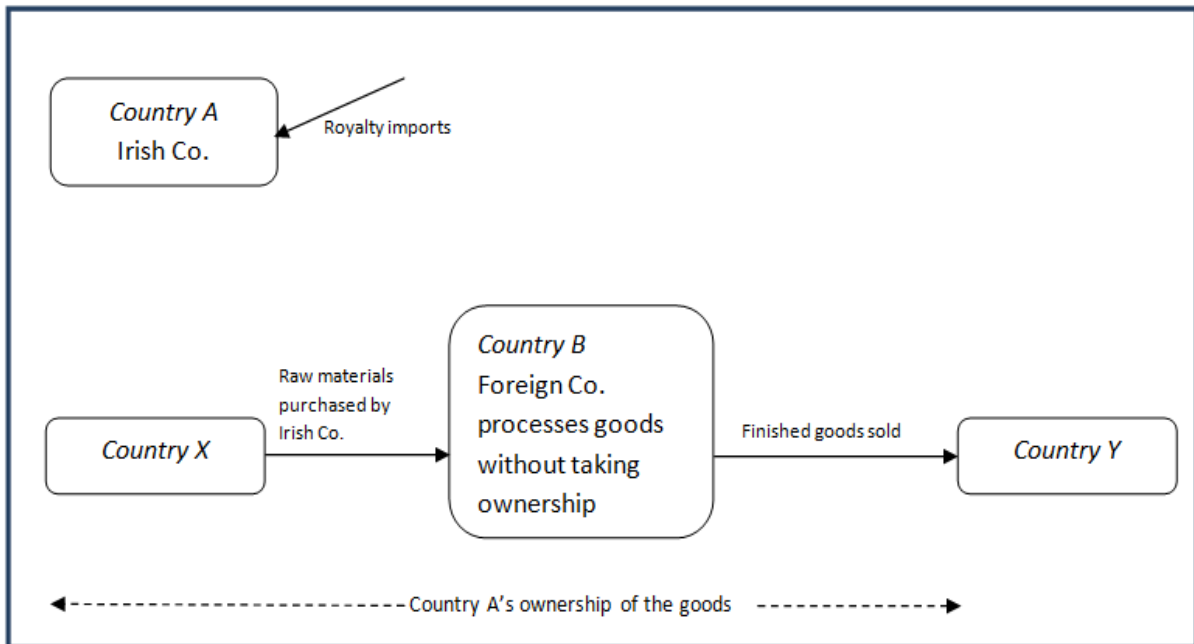 Country A
Irish Co.
Royalty imports
Raw materials
purchased by
Irish Co.
Country X
Country B
Foreign Co.
processes goods
without taking
ownership
Finished goods sold
Country Y
Country A's ownership of the goods